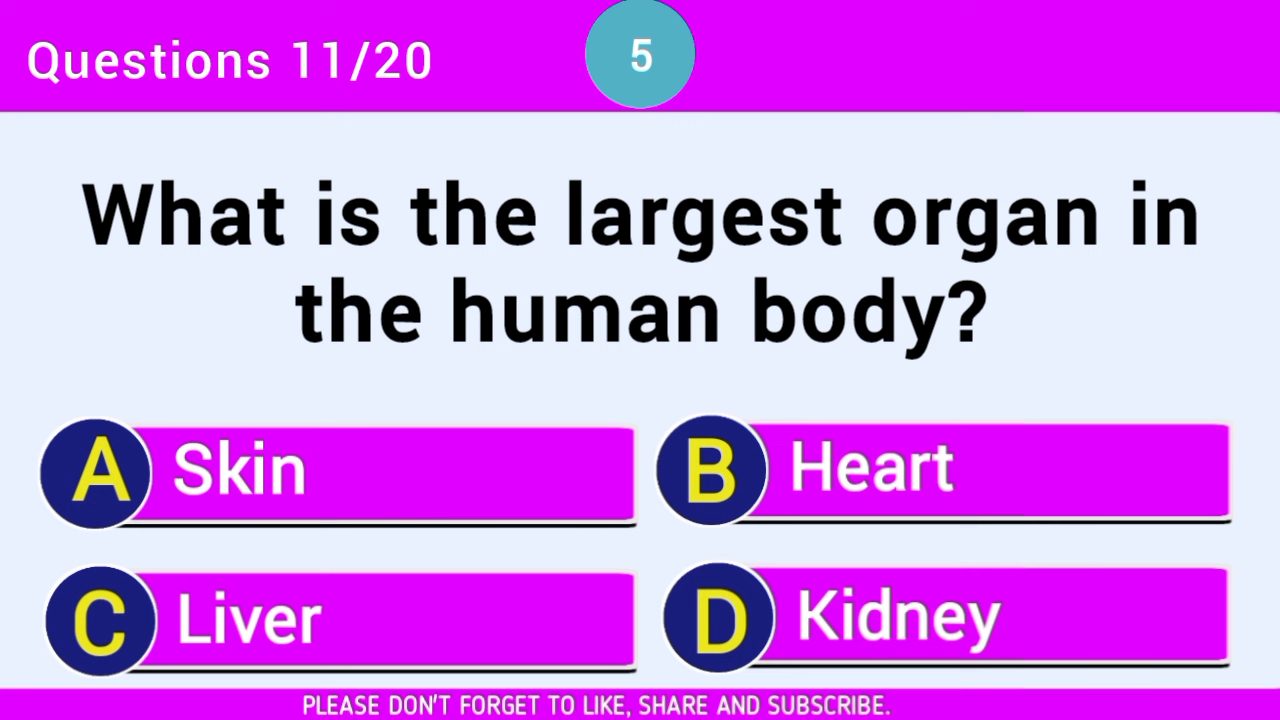 Questions 11/20
5
What is the largest organ in
the human body?
A Skin
B Heart
C Liver
D Kidney
PLEASE DON'T FORGET TO LIKE, SHARE AND SUBSCRIBE.